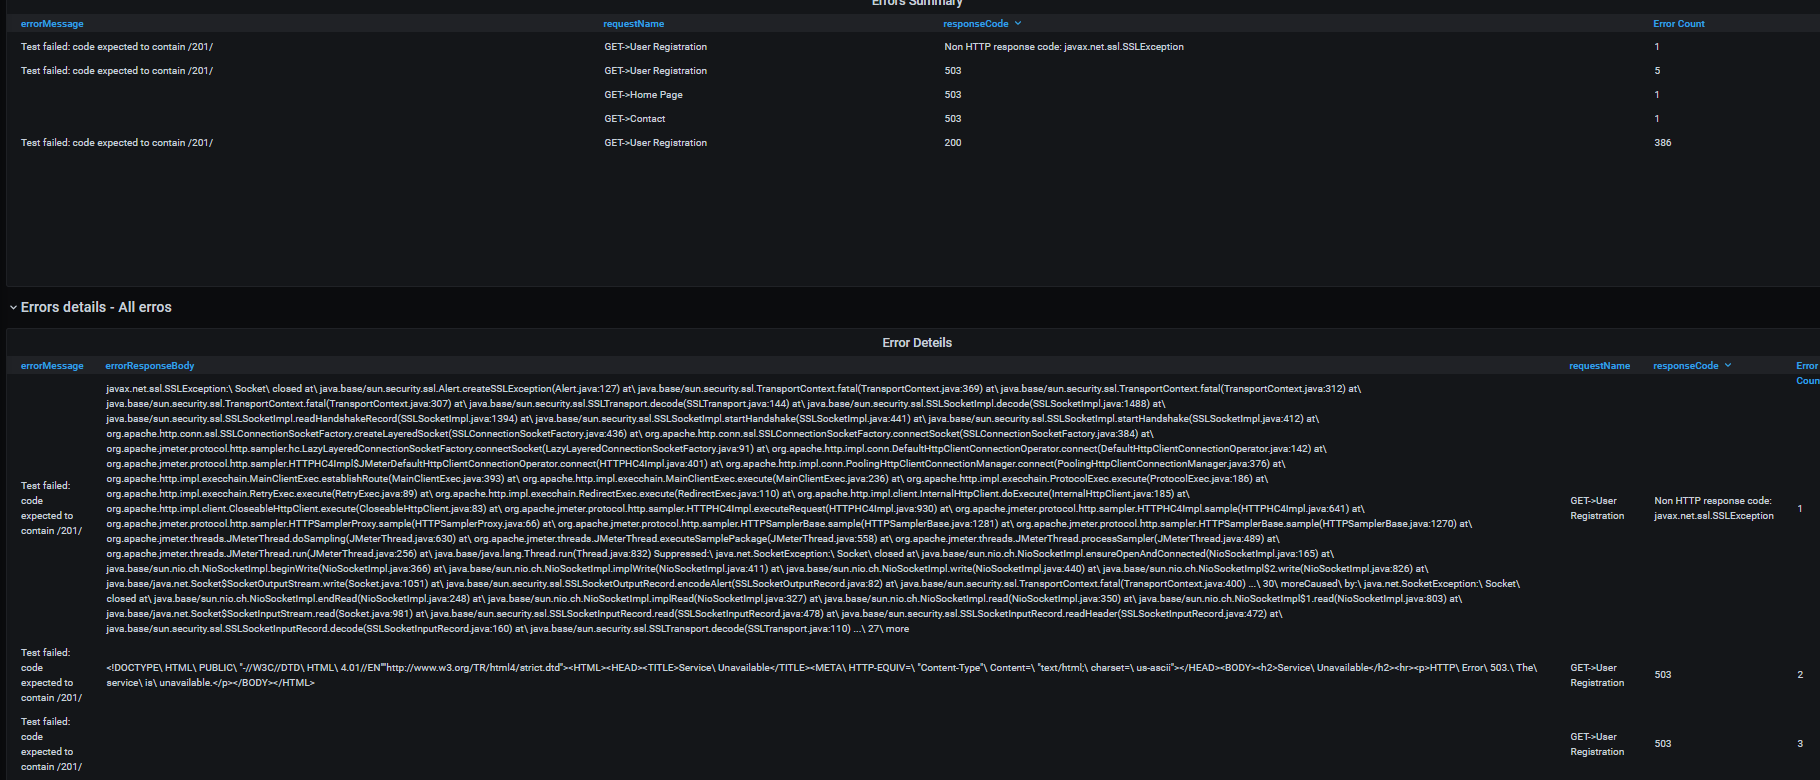 Errors Summary
errorMessage requestName responseCode Error Count
Test failed: code expected to contain /201/ GET->User Registration Non HTTP response code: javax.net.ssl.SSLException 1
Test failed: code expected to contain /201/ GET->User Registration 503 5
GET->Home Page 503 1
GET->Contact 503 1
Test failed: code expected to contain /201/ GET->User Registration 200 386
Errors details - All erros
Error Deteils
errorMessage errorResponseBody requestName responseCode Error
Coun
javax.net.ssl.SSLException:\ Socket\ closed at\ java.base/sun.security.ssl.Alert.createSSLException(Alert.java:127) at\ java.base/sun.security.ssl.TransportContext.fatal(TransportContext.java:369) at\ java.base/sun.security.ssl.TransportContext.fatal(TransportContext.java:312) at\
java.base/sun.security.ssl.TransportContext.fatal(TransportContext.java:307) at\ java.base/sun.security.ssl.SSLTransport.decode(SSLTransport.java:144) at\ java.base/sun.security.ssl.SSLSocketImpl.decode(SSLSocketImpl.java:1488) at\
java.base/sun.security.ssl.SSLSocketImpl.readHandshakeRecord(SSLSocketImpl.java:1394) at\ java.base/sun.security.ssl.SSLSocketImpl.startHandshake(SSLSocketImpl.java:441) at\ java.base/sun.security.ssl.SSLSocketImpl.startHandshake(SSLSocketImpl.java:412) at\
org.apache.http.conn.ssl.SSLConnectionSocketFactory.createLayeredSocket(SSLConnectionSocketFactory.java:436) at\ org.apache.http.conn.ssl.SSLConnectionSocketFactory.connectSocket(SSLConnectionSocketFactory.java:384) at\
org.apache.jmeter.protocol.http.sampler.hc.LazyLayeredConnectionSocketFactory.connectSocket(LazyLayeredConnectionSocketFactory.java:91) at\ org.apache.http.impl.conn.DefaultHttpClientConnectionOperator.connect(DefaultHttpClientConnectionOperator.java:142) at\
org.apache.jmeter.protocol.http.sampler.HTTPHC4Impl$JMeterDefaultHttpClientConnectionOperator.connect(HTTPHC4Impl.java:401) at\ org.apache.http.impl.conn.PoolingHttpClientConnectionManager.connect(PoolingHttpClientConnectionManager.java:376) at\
org.apache.http.impl.execchain.MainClientExec.establishRoute(MainClientExec.java:393) at\ org.apache.http.impl.execchain.MainClientExec.execute(MainClientExec.java:236) at\ org.apache.http.impl.execchain.ProtocolExec.execute(ProtocolExec.java:186) at\
Test failed:
code
expected to
contain /201/
org.apache.http.impl.execchain.RetryExec.execute(RetryExec.java:89) at\ org.apache.http.impl.execchain.RedirectExec.execute(RedirectExec.java:110) at\ org.apache.http.impl.client.InternalHttpClient.doExecute(InternalHttpClient.java:185) at\
org.apache.http.impl.client.CloseableHttpClient.execute(CloseableHttpClient.java:83) at\ org.apache.jmeter.protocol.http.sampler.HTTPHC4Impl.executeRequest(HTTPHC4Impl.java:930) at\ org.apache.jmeter.protocol.http.sampler.HTTPHC4Impl.sample(HTTPHC4Impl.java:641) at\
org.apache.jmeter.protocol.http.sampler.HTTPSamplerProxy.sample(HTTPSamplerProxy.java:66) at\ org.apache.jmeter.protocol.http.sampler.HTTPSamplerBase.sample(HTTPSamplerBase.java:1281) at\ org.apache.jmeter.protocol.http.sampler.HTTPSamplerBase.sample(HTTPSamplerBase.java:1270) at\
org.apache.jmeter.threads.JMeterThread.doSampling(JMeterThread.java:630) at\ org.apache.jmeter.threads.JMeterThread.executeSamplePackage(JMeterThread.java:558) at\ org.apache.jmeter.threads.JMeterThread.processSampler(JMeterThread.java:489) at\
org.apache.jmeter.threads.JMeterThread.run(JMeterThread.java:256) at\ java.base/java.lang.Thread.run(Thread.java:832) Suppressed:\ java.net.SocketException:\ Socket\ closed at\ java.base/sun.nio.ch.NioSocketImpl.ensureOpenAndConnected(NioSocketImpl.java:165) at\
java.base/sun.nio.ch.NioSocketImpl.beginWrite(NioSocketImpl.java:366) at\ java.base/sun.nio.ch.NioSocketImpl.implWrite(NioSocketImpl.java:411) at\ java.base/sun.nio.ch.NioSocketImpl.write(NioSocketImpl.java:440) at\ java.base/sun.nio.ch.NioSocketImpl$2.write(NioSocketImpl.java:826) at\
java.base/java.net.Socket$SocketOutputStream.write(Socket.java:1051) at\ java.base/sun.security.ssl.SSLSocketOutputRecord.encodeAlert(SSLSocketOutputRecord.java:82) at\ java.base/sun.security.ssl.TransportContext.fatal(TransportContext.java:400) ...\ 30\ moreCaused\ by:\ java.net.SocketException:\ Socket\
closed at\ java.base/sun.nio.ch.NioSocketImpl.endRead(NioSocketImpl.java:248) at\ java.base/sun.nio.ch.NioSocketImpl.implRead(NioSocketImpl.java:327) at\ java.base/sun.nio.ch.NioSocketImpl.read(NioSocketImpl.java:350) at\ java.base/sun.nio.ch.NioSocketImpl$1.read(NioSocketImpl.java:803) at\
java.base/java.net.Socket$SocketInputStream.read(Socket.java:981) at\ java.base/sun.security.ssl.SSLSocketInputRecord.read(SSLSocketInputRecord.java:478) at\ java.base/sun.security.ssl.SSLSocketInputRecord.readHeader(SSLSocketInputRecord.java:472) at\
java.base/sun.security.ssl.SSLSocketInputRecord.decode(SSLSocketInputRecord.java:160) at\ java.base/sun.security.ssl.SSLTransport.decode(SSLTransport.java:110) ...\ 27\ more
GET->User
Registration
Non HTTP response code:
javax.net.ssl.SSLException
1
Test failed:
code
expected to
contain /201/
<!DOCTYPE\ HTML\ PUBLIC\ "-//W3C//DTD\ HTML\ 4.01//EN""http://www.w3.org/TR/html4/strict.dtd"><HTML><HEAD><TITLE>Service\ Unavailable</TITLE><META\ HTTP-EQUIV=\ "Content-Type"\ Content=\ "text/html;\ charset=\ us-ascii"></HEAD><BODY><h2>Service\ Unavailable</h2><hr><p>HTTP\ Error\ 503.\ The\
service\ is\ unavailable.</p></BODY></HTML>
GET->User
Registration
503
2
Test failed:
code
expected to
contain /201/
GET->User
Registration
503
3